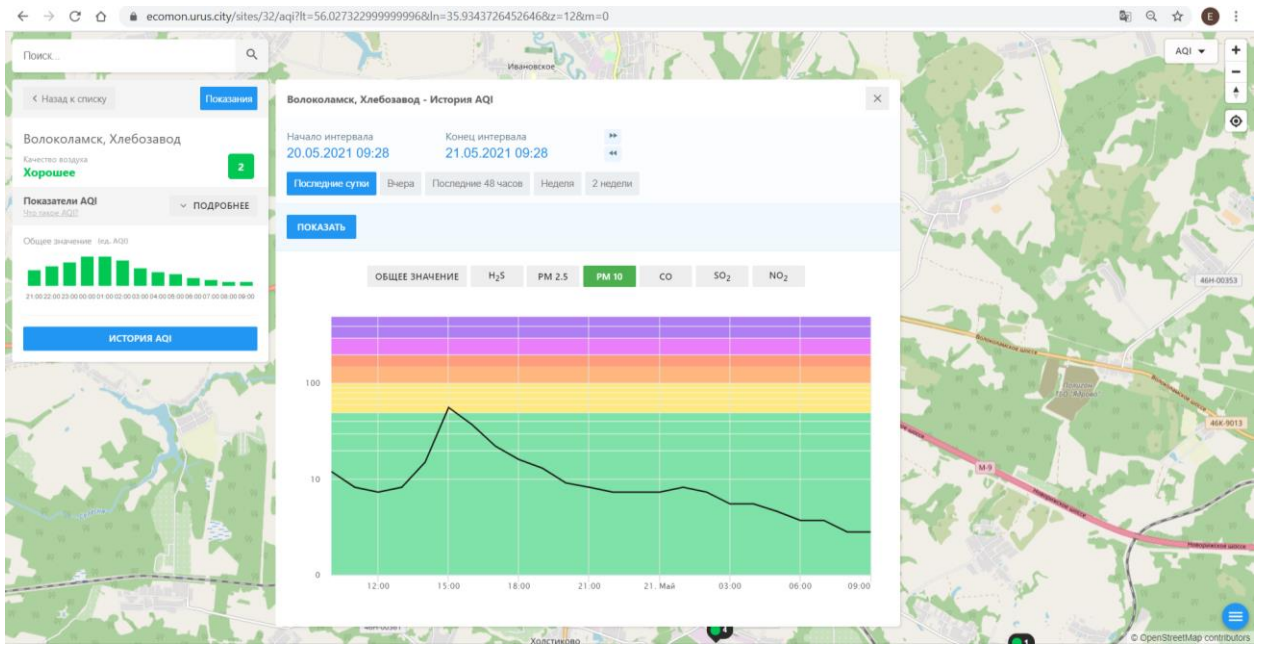 ecomon.urus.city/sites/32/aqi?lt=56.027322999999996&ln=35.9343726452646&z=12&m=0
E
Поиск...
Ивановское
AQI
Назад к списку
Показания
Волоколамск, Хлебозавод
Качество воздуха
Хорошее
2
Показатели AQI
Что такое AQI?
ПОДРОБНЕЕ
Общее значение (ед. AQI)
21:00 22:00 23:00 00:00 01:00 02:00 03:00 04:00 05:00 06:00 07:00 08:00 09:00
ИСТОРИЯ AQI
Волоколамск, Хлебозавод - История AQI
Начало интервала
Конец интервала
20.05.2021 09:28
21.05.2021 09:28
Последние сутки
Вчера
Последние 48 часов
Неделя
2 недели
ПОКАЗАТЬ
ОБЩЕЕ ЗНАЧЕНИЕ
H2S
PM 2.5
PM 10
CO
SO2
NO2
100
10
0
12:00
15:00
18:00
21:00
21. Май
03:00
06:00
09:00
46Н-00353
Волоколамское шоссе
46К-9013
М-9
Новорижское шоссе
Новорижское шоссе
46Н-00361
Холстиково
4
1
© OpenStreetMap contributors